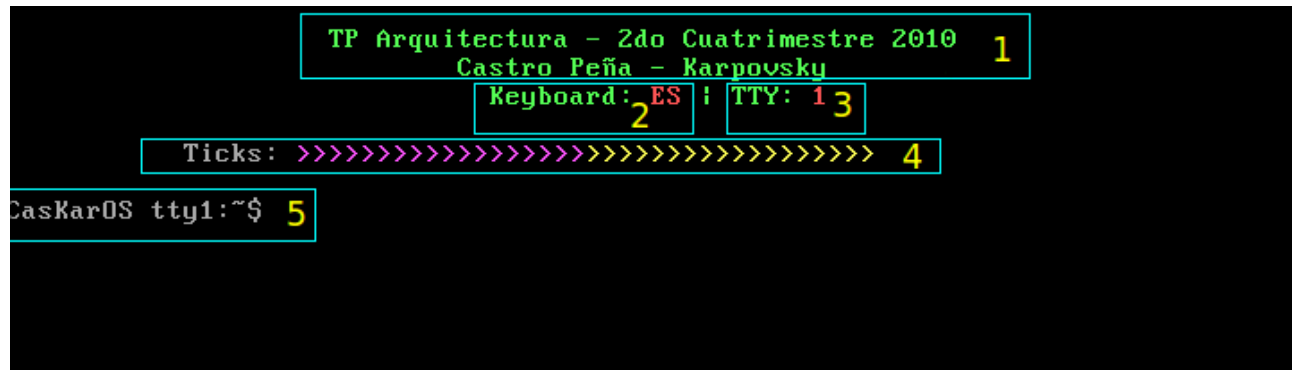 TP Arquitectura - 2do Cuatrimestre 2010 1
Castro Peña - Karpovsky
Keyboard: ES 2 | TTY: 1 3
Ticks: >>>>>>>>>>>>>>>>>>>>>>>>>>>>>>>>>>>> 4
CasKarOS tty1:~$ 5